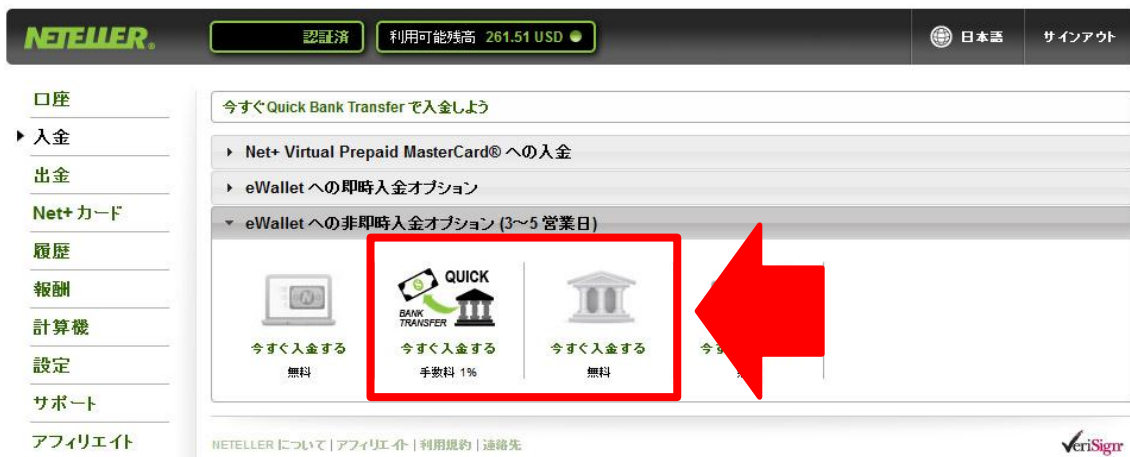 NETELLER®
認証済
利用可能残高 261.51 USD
日本語
サインアウト
口座
入金
出金
Net+ カード
履歴
報酬
計算機
設定
サポート
アフィリエイト
今すぐQuick Bank Transfer で入金しよう
Net+ Virtual Prepaid MasterCard® への入金
eWallet への即時入金オプション
eWallet への非即時入金オプション (3～5 営業日)
今すぐ入金する
無料
QUICK
BANK
TRANSFER
今すぐ入金する
手数料 1%
今すぐ入金する
無料
NETELLER について | アフィリエイト | 利用規約 | 連絡先
VeriSign